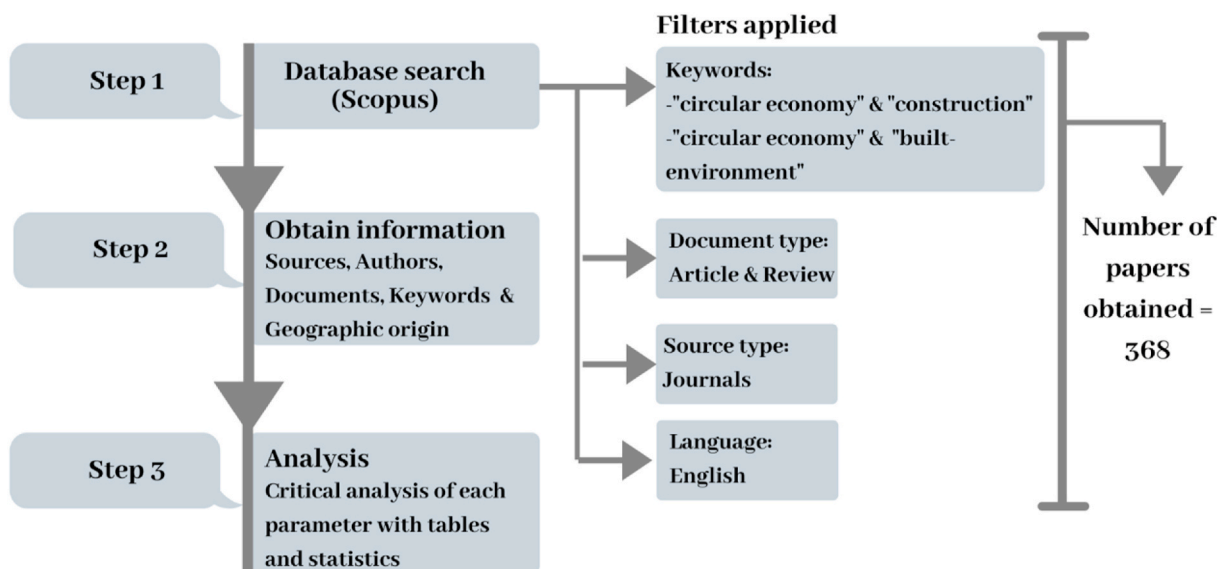 Step 1
Database search
(Scopus)
Filters applied
Keywords:
-"circular economy" & "construction"
-"circular economy" & "built-
environment"
Document type:
Article & Review
Source type:
Journals
Language:
English
Number of
papers
obtained =
368
Step 2
Obtain information
Sources, Authors,
Documents, Keywords &
Geographic origin
Step 3
Analysis
Critical analysis of each
parameter with tables
and statistics